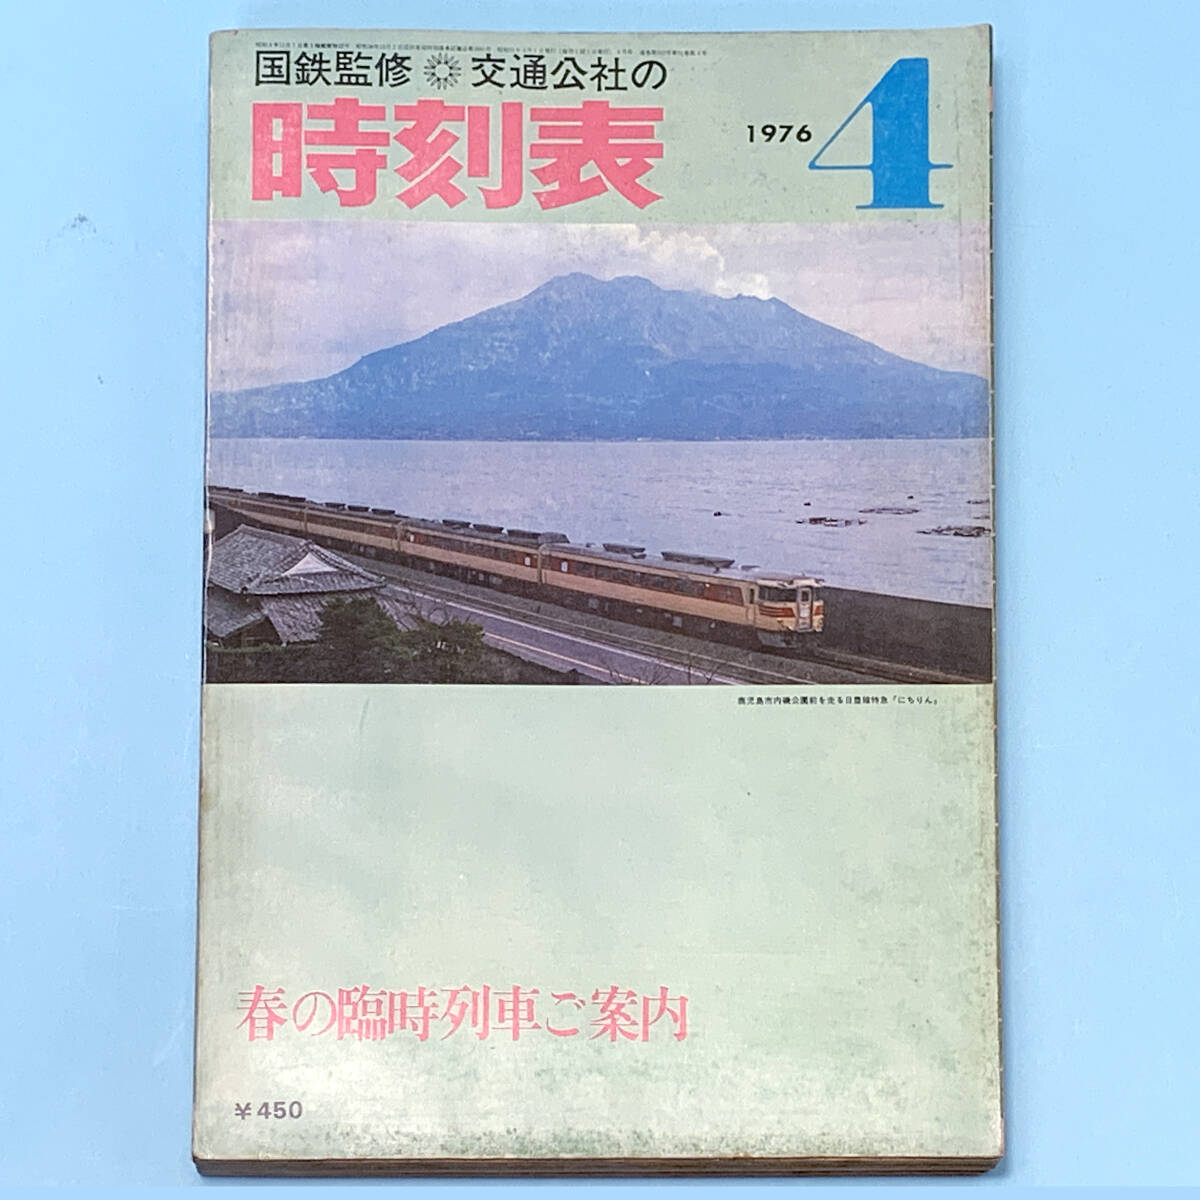 国鉄監修 交通公社の
時刻表
1976 4
鹿児島市内磯公園前を走る日豊線特急「にちりん」
春の臨時列車ご案内
¥450